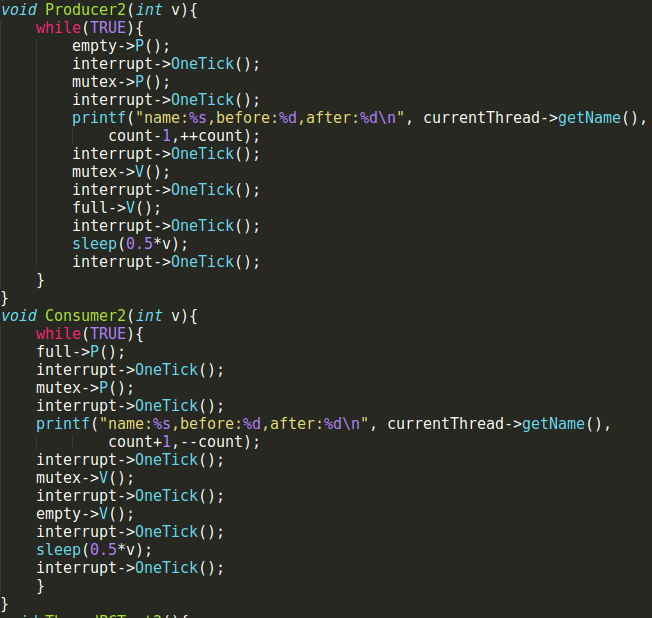 void Producer2(int v){
while(TRUE){
empty->P();
interrupt->OneTick();
mutex->P();
interrupt->OneTick();
printf("name:%s,before:%d,after:%d\n", currentThread->getName(),
count-1,++count);
interrupt->OneTick();
mutex->V();
interrupt->OneTick();
full->V();
interrupt->OneTick();
sleep(0.5*v);
interrupt->OneTick();
}
}
void Consumer2(int v){
while(TRUE){
full->P();
interrupt->OneTick();
mutex->P();
interrupt->OneTick();
printf("name:%s,before:%d,after:%d\n", currentThread->getName(),
count+1,--count);
interrupt->OneTick();
mutex->V();
interrupt->OneTick();
empty->V();
interrupt->OneTick();
sleep(0.5*v);
interrupt->OneTick();
}
}